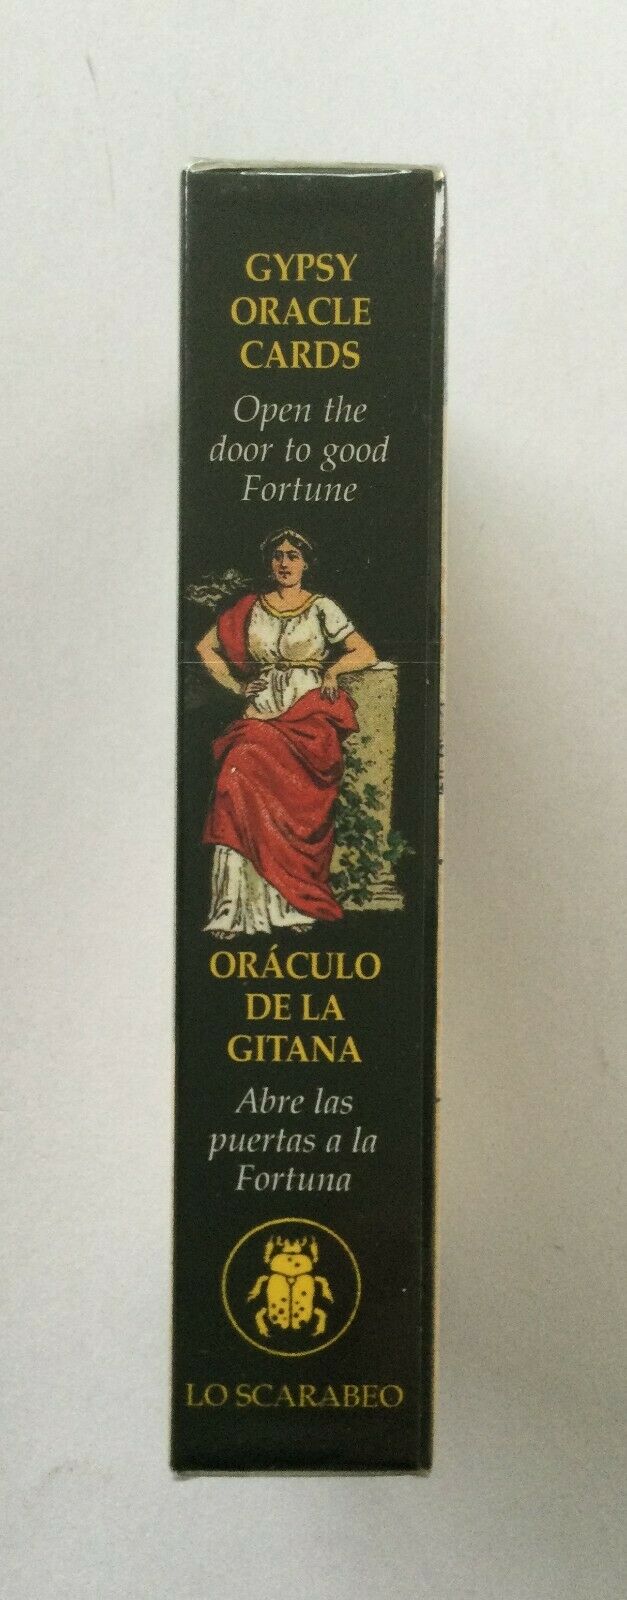 GYPSY
ORACLE
CARDS
Open the
door to good
Fortune
ORÁCULO
DE LA
GITANA
Abre las
puertas a la
Fortuna
LO SCARABEO